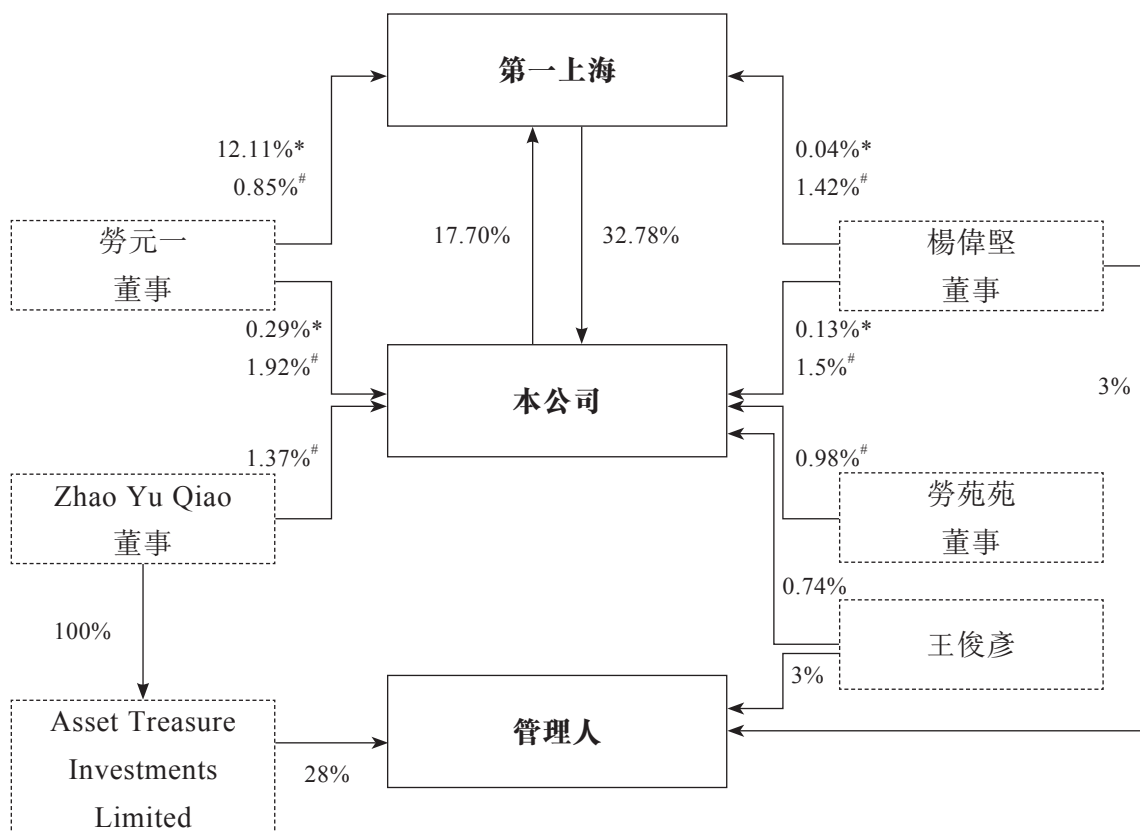 第一上海
12.11%*
0.85%#
0.04%*
1.42%#
17.70%
32.78%
勞元一
董事
楊偉堅
董事
0.29%*
1.92%#
0.13%*
1.5%#
本公司
3%
1.37%#
0.98%#
Zhao Yu Qiao
董事
勞苑苑
董事
0.74%
100%
王俊彥
3%
Asset Treasure
Investments
Limited
28%
管理人